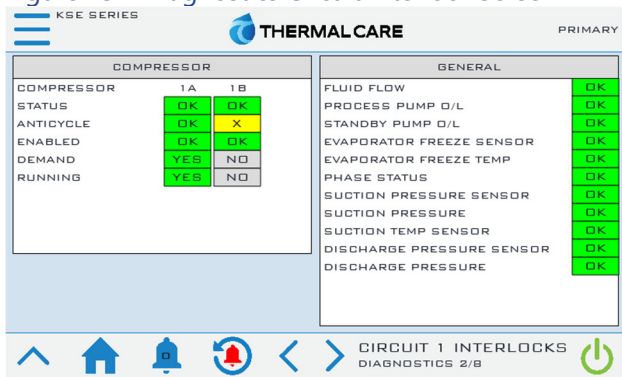 KSE SERIES
THERMALCARE
PRIMARY
COMPRESSOR
COMPRESSOR 1A 1B
STATUS OK OK
ANTICYCLE OK X
ENABLED OK OK
DEMAND YES NO
RUNNING YES NO
GENERAL
FLUID FLOW OK
PROCESS PUMP O/L OK
STANDBY PUMP O/L OK
EVAPORATOR FREEZE SENSOR OK
EVAPORATOR FREEZE TEMP OK
PHASE STATUS OK
SUCTION PRESSURE SENSOR OK
SUCTION PRESSURE OK
SUCTION TEMP SENSOR OK
DISCHARGE PRESSURE SENSOR OK
DISCHARGE PRESSURE OK
0
CIRCUIT 1 INTERLOCKS
DIAGNOSTICS 2/8